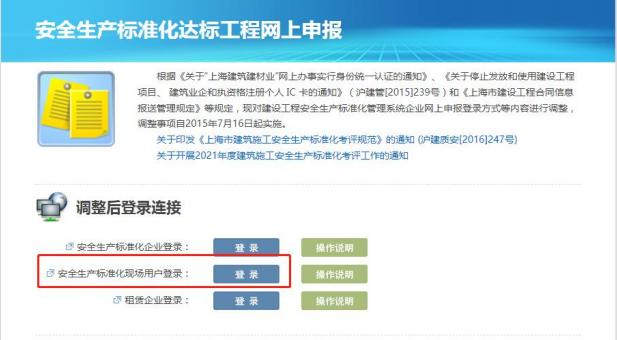 安全生产标准化达标工程网上申报
根据《关于“上海建筑建材业”网上办事实行身份统一认证的通知》、《关于停止发放和使用建设工程
项目、 建筑业企和执资格注册个人 IC 卡的通知》（ 沪建管[2015]239号 ）和《上海市建设工程合同信息
报送管理规定》等规定，现对建设工程安全生产标准化管理系统企业网上申报登录方式等内容进行调整，
调整事项自2015年7月16日起实施。
关于印发《上海市建筑施工安全生产标准化考评规范》的通知 (沪建质安[2016]247号)
关于开展2021年度建筑施工安全生产标准化考评工作的通知
调整后登录连接
安全生产标准化企业登录： 登 录 操作说明
安全生产标准化现场用户登录： 登 录 操作说明
租赁企业登录： 登 录 操作说明